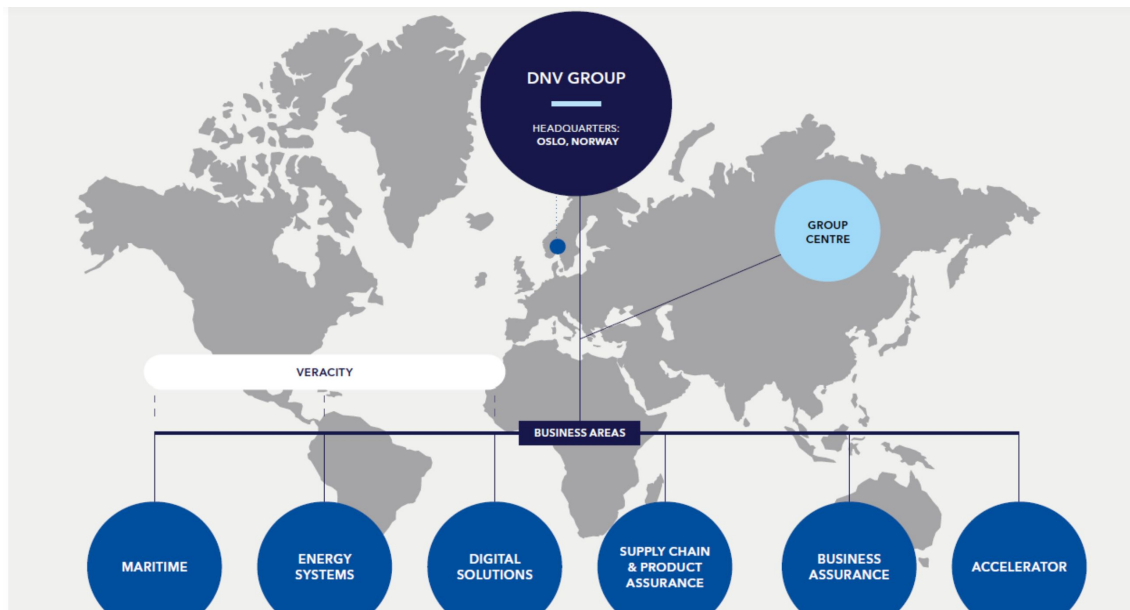 DNV GROUP
HEADQUARTERS:
OSLO, NORWAY
GROUP
CENTRE
VERACITY
BUSINESS AREAS
MARITIME
ENERGY
SYSTEMS
DIGITAL
SOLUTIONS
SUPPLY CHAIN
& PRODUCT
ASSURANCE
BUSINESS
ASSURANCE
ACCELERATOR